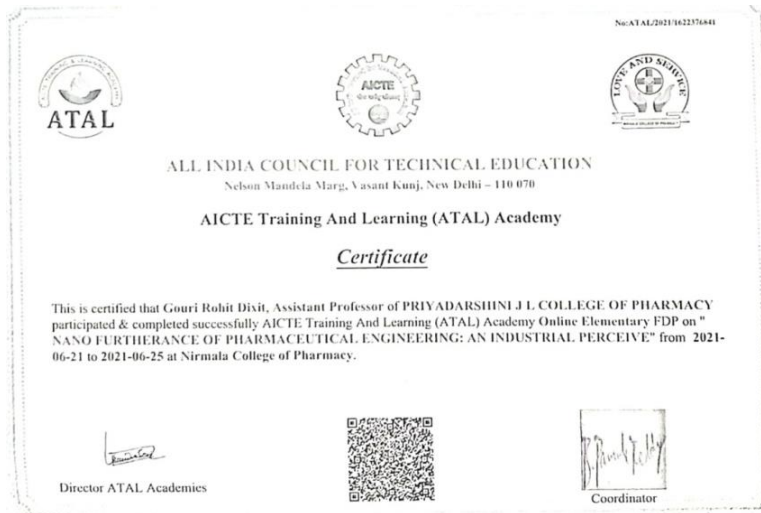 No:ATAL/2021/1622376841
ATAL
AICTE
LOVE AND SERVICE
ALL INDIA COUNCIL FOR TECHNICAL EDUCATION
Nelson Mandela Marg, Vasant Kunj, New Delhi – 110 070
AICTE Training And Learning (ATAL) Academy
Certificate
This is certified that Gouri Rohit Dixit, Assistant Professor of PRIYADARSHINI J L COLLEGE OF PHARMACY
participated & completed successfully AICTE Training And Learning (ATAL) Academy Online Elementary FDP on "
NANO FURTHERANCE OF PHARMACEUTICAL ENGINEERING: AN INDUSTRIAL PERCEIVE" from 2021-
06-21 to 2021-06-25 at Nirmala College of Pharmacy.
Director ATAL Academies
Coordinator